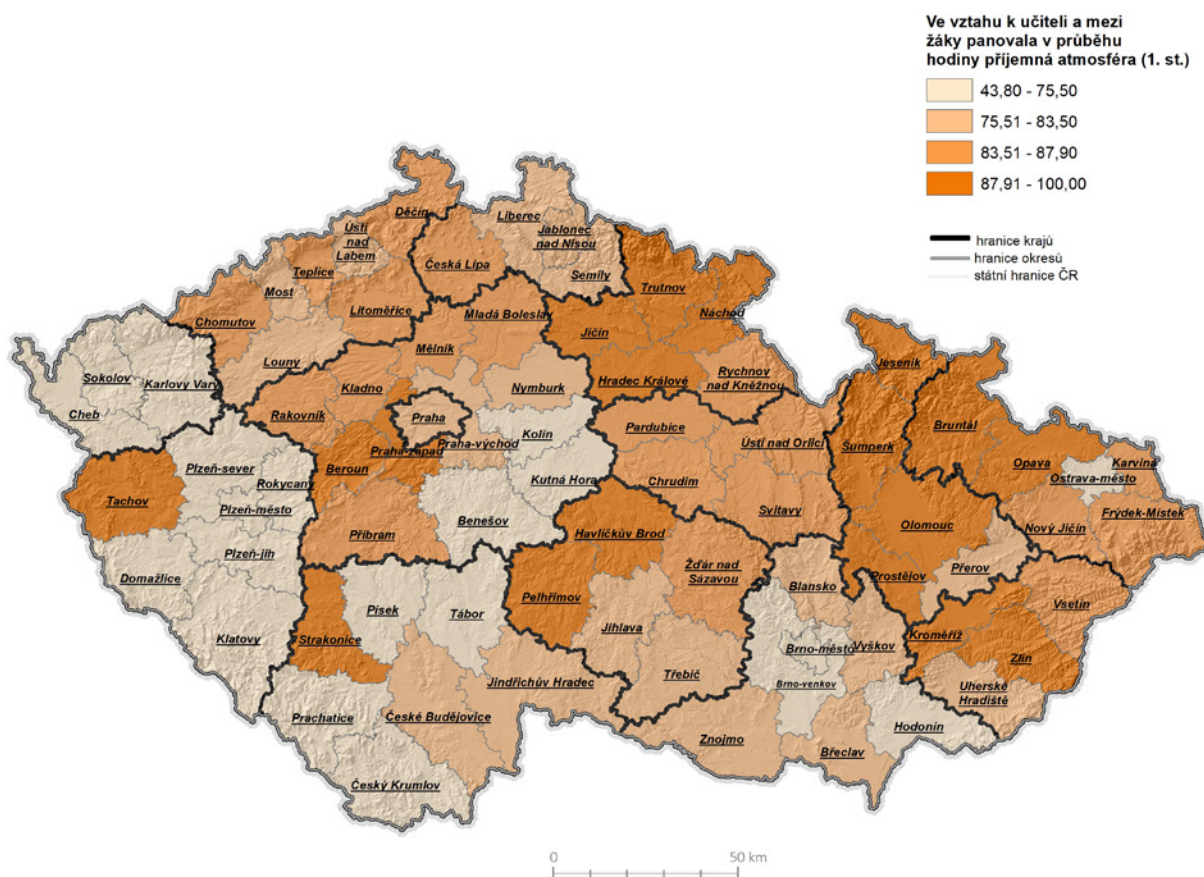 Ve vztahu k učiteli a mezi
žáky panovala v průběhu
hodiny příjemná atmosféra (1. st.)
43,80 - 75,50
75,51 - 83,50
83,51 - 87,90
87,91 - 100,00
hranice krajů
hranice okresů
státní hranice ČR
Děčín
Liberec
Ústí
nad
Labem
Jablonec
nad Nisou
Teplice
Česká Lípa
Semily
Most
Trutnov
Litoměřice
Mladá Bolesla
Chomutov
Náchod
Jičín
Mělník
Louny
Jeseník
Sokolov
Karlovy Vary
Kladno
Nymburk
Hradec Králové
Rychnov
nad Kněžnou
Rakovník
Cheb
Praha
Bruntál
Pardubice
Kolín
Ústí nad Orlicí
Praha-východ
Praha-západ
Šumperk
Plzeň-sever
Beroun
Opava
Karviná
Rokycany
Ostrava-město
Tachov
Kutná Hora
Chrudim
Plzeň-město
Svitavy
Olomouc
Nový Jičín
Frýdek-Místek
Benešov
Příbram
Havlíčkův Brod
Plzeň-jih
Žďár nad
Sázavou
Přerov
Prostějov
Domažlice
Blansko
Písek
Tábor
Pelhřimov
Vsetín
Jihlava
Klatovy
Strakonice
Brno-město
Vyškov
Kroměříž
Zlín
Třebíč
Jindřichův Hradec
Brno-venkov
Uherské
Hradiště
Prachatice
České Budějovice
Hodonín
Znojmo
Břeclav
Český Krumlov
0 50 km